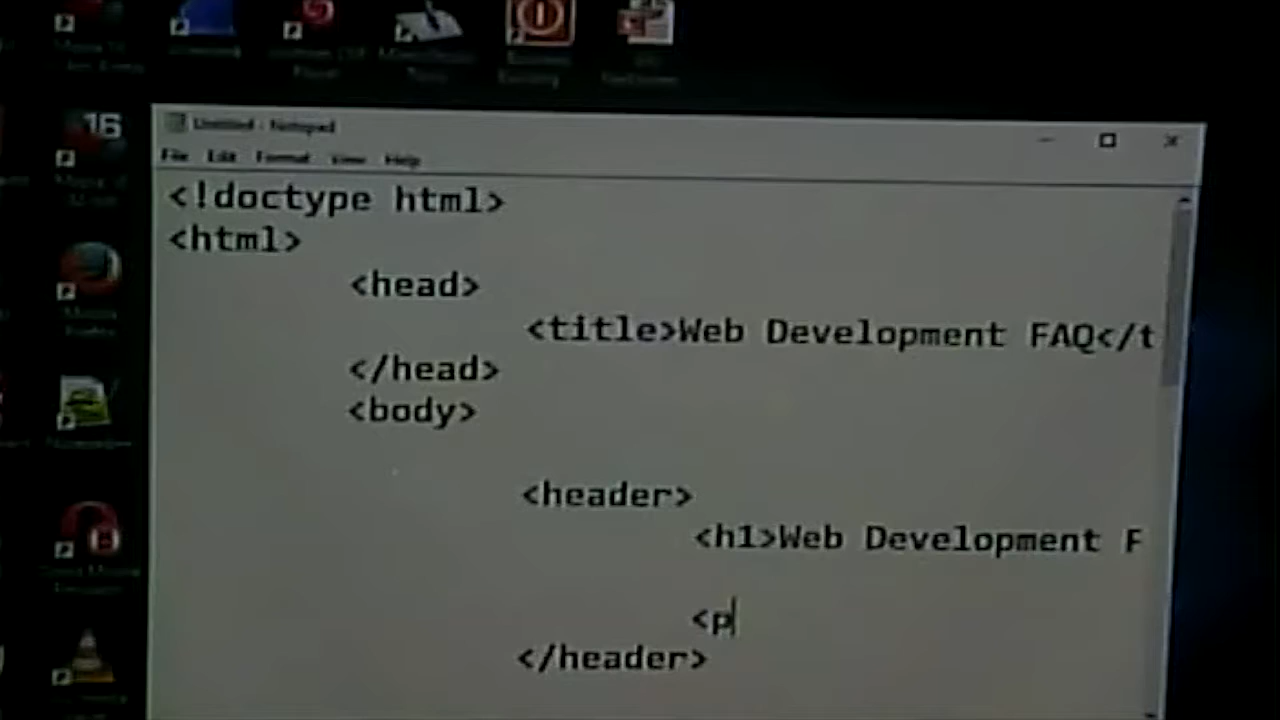 16
Untitled - Notepad
File Edit Format View Help
<!doctype html>
<html>
<head>
<title>Web Development FAQ</t
</head>
<body>
<header>
<h1>Web Development F
<p
</header>